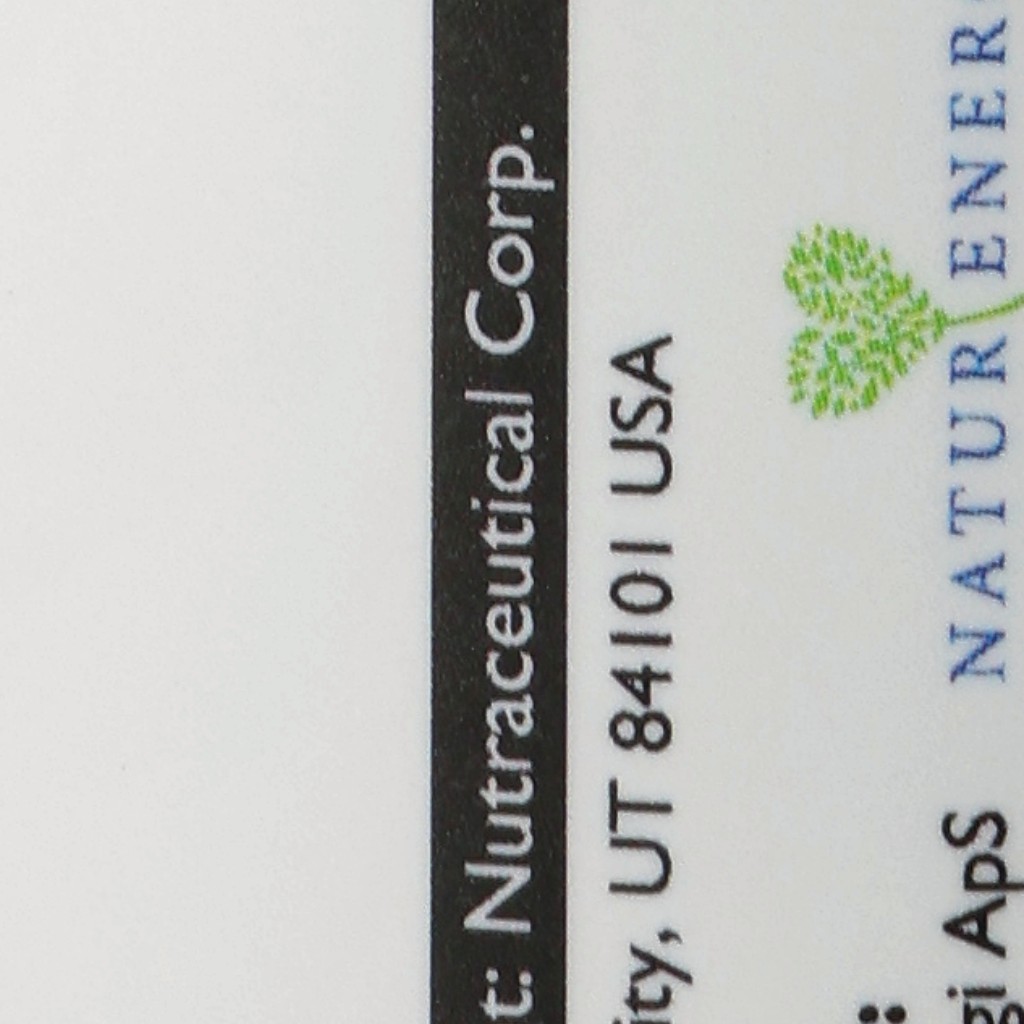 t: Nutraceutical Corp.
ity, UT 84101 USA
gi ApS
NATURENER